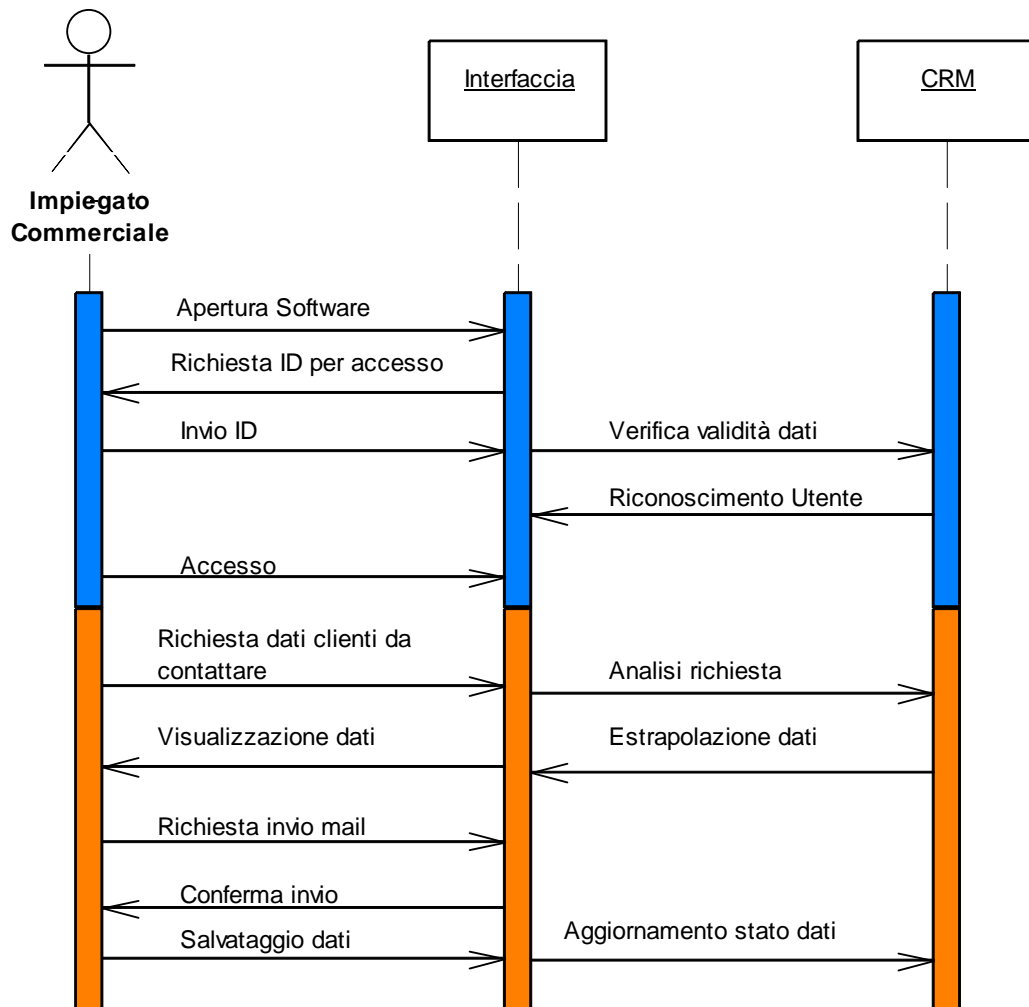 Interfaccia
CRM
Impiegato
Commerciale
Apertura Software
Richiesta ID per accesso
Invio ID
Verifica validità dati
Riconoscimento Utente
Accesso
Richiesta dati clienti da
contattare
Analisi richiesta
Visualizzazione dati
Estrapolazione dati
Richiesta invio mail
Conferma invio
Salvataggio dati
Aggiornamento stato dati